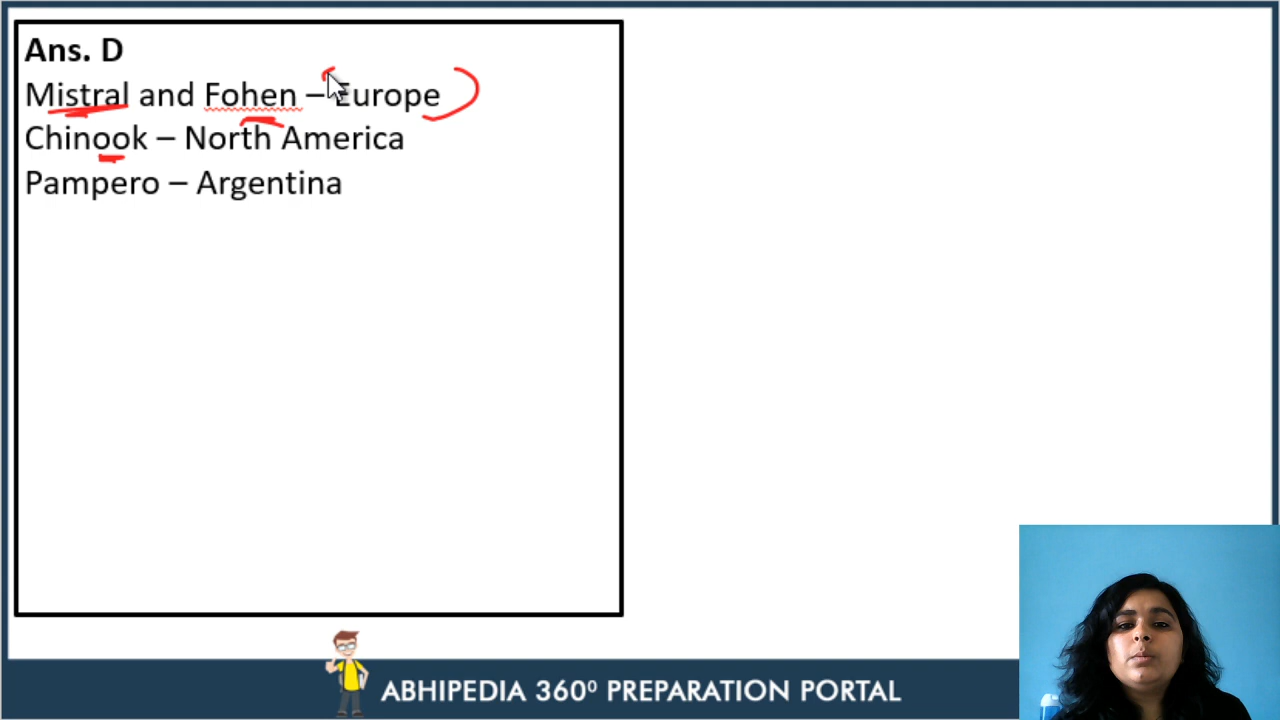 Ans. D
Mistral and Fohen – Europe
Chinook – North America
Pampero – Argentina
ABHIPEDIA 360⁰ PREPARATION PORTAL